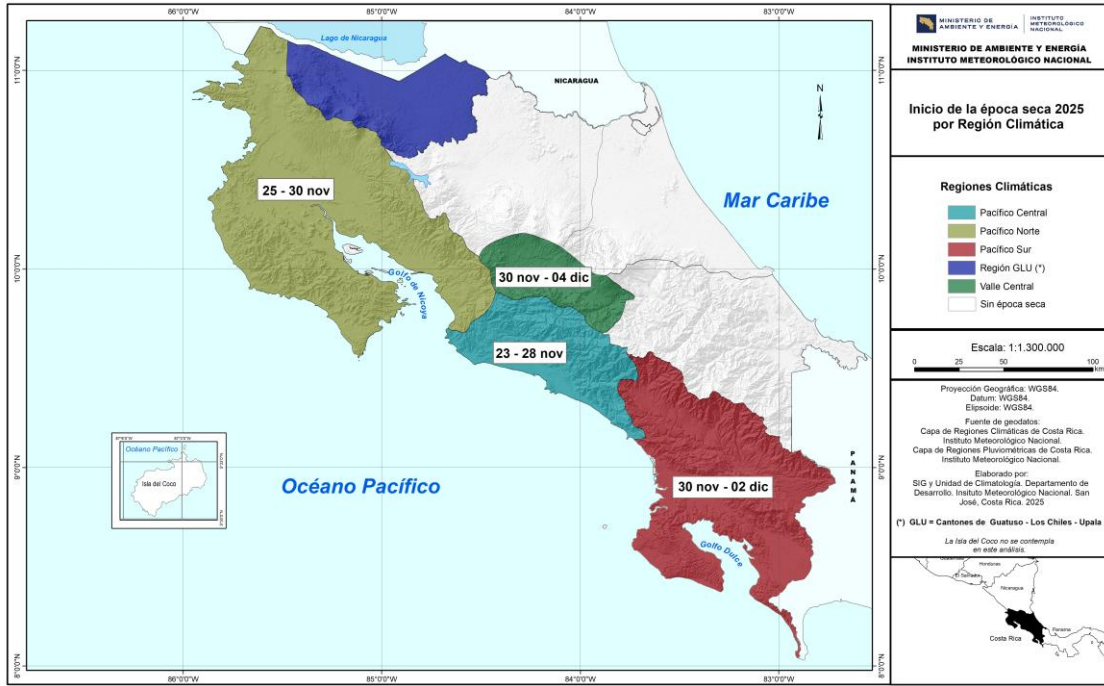 86°0'0"W
85°0'0"W
84°0'0"W
83°0'0"W
11°0'0"N
10°0'0"N
9°0'0"N
8°0'0"N
Lago de Nicaragua
NICARAGUA
N
25 - 30 nov
Mar Caribe
Golfo de Nicoya
30 nov - 04 dic
23 - 28 nov
Océano Pacífico
Isla del Coco
Océano Pacífico
30 nov - 02 dic
PANAMÁ
Golfo Dulce
86°0'0"W
85°0'0"W
84°0'0"W
83°0'0"W
11°0'0"N
10°0'0"N
9°0'0"N
8°0'0"N
MINISTERIO DE
AMBIENTE Y ENERGÍA
INSTITUTO
METEOROLÓGICO
NACIONAL
MINISTERIO DE AMBIENTE Y ENERGÍA
INSTITUTO METEOROLÓGICO NACIONAL
Inicio de la época seca 2025
por Región Climática
Regiones Climáticas
Pacífico Central
Pacífico Norte
Pacífico Sur
Región GLU (*)
Valle Central
Sin época seca
Escala: 1:1.300.000
0 25 50 100
km
Proyección Geográfica: WGS84.
Datum: WGS84.
Elipsoide: WGS84.
Fuente de geodatos:
Capa de Regiones Climáticas de Costa Rica.
Instituto Meteorológico Nacional.
Capa de Regiones Pluviométricas de Costa Rica.
Instituto Meteorológico Nacional.
Elaborado por:
SIG y Unidad de Climatología. Departamento de
Desarrollo. Insituto Meteorológico Nacional. San
José, Costa Rica. 2025
(*) GLU = Cantones de Guatuso - Los Chiles - Upala
La Isla del Coco no se contempla
en este análisis.
Honduras
El Salvador
Nicaragua
Costa Rica
Panama